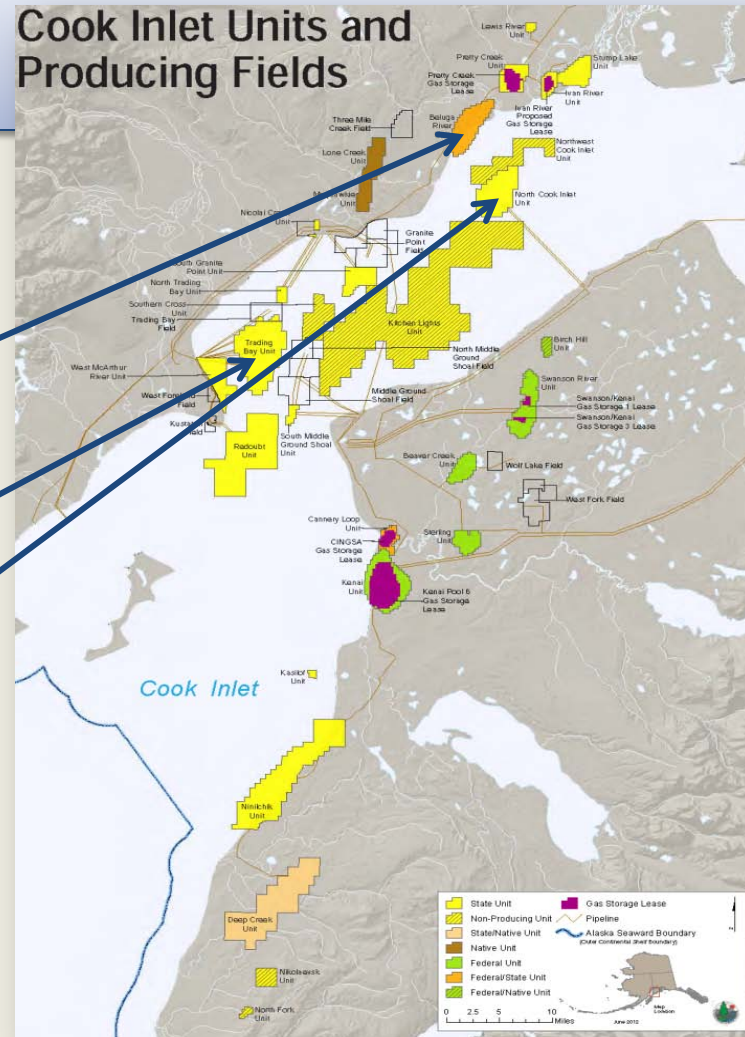 Cook Inlet Units and
Producing Fields
Lewis River
Unit
Pretty Creek
Unit
Pretty Creek
Gas Storage
Lease
Stump Lake
Unit
Ivan River
Unit
Ivan River
Proposed
Gas Storage
Lease
Three Mile
Creek Field
Beluga
River
Northwest
Cook Inlet
Unit
Lone Creek
Unit
North Cook Inlet
Unit
Nicolai
Unit
Granite
Point
Field
South Granite
Point Unit
North Trading
Bay Unit
Southern Cross
Unit
Trading Bay
Field
Trading
Bay Unit
Kitchen Lights
Unit
North Middle
Ground
Shoal Field
Birch Hill
Unit
West McArthur
River Unit
West Foreland
Field
Middle Ground
Shoal Field
Swanson River
Unit
Swanson/Kenai
Gas Storage 1 Lease
Swanson/Kenai
Gas Storage 3 Lease
Redoubt
Unit
South Middle
Ground Shoal
Unit
Beaver Creek
Unit
Wolf Lake Field
West Fork Field
Cannery Loop
Unit
CINGSA
Gas Storage
Lease
Sterling
Unit
Kenai
Unit
Kenai Pool 6
Gas Storage
Lease
Kasilof
Unit
Cook Inlet
Ninilchik
Unit
Deep Creek
Unit
Nikolaevsk
Unit
North Fork
Unit
State Unit
Non-Producing Unit
State/Native Unit
Native Unit
Federal Unit
Federal/State Unit
Federal/Native Unit
Gas Storage Lease
Pipeline
Alaska Seaward Boundary
(Outer Continental Shelf Boundary)
Map
Location
0 2.5 5 10
Miles
June 2012